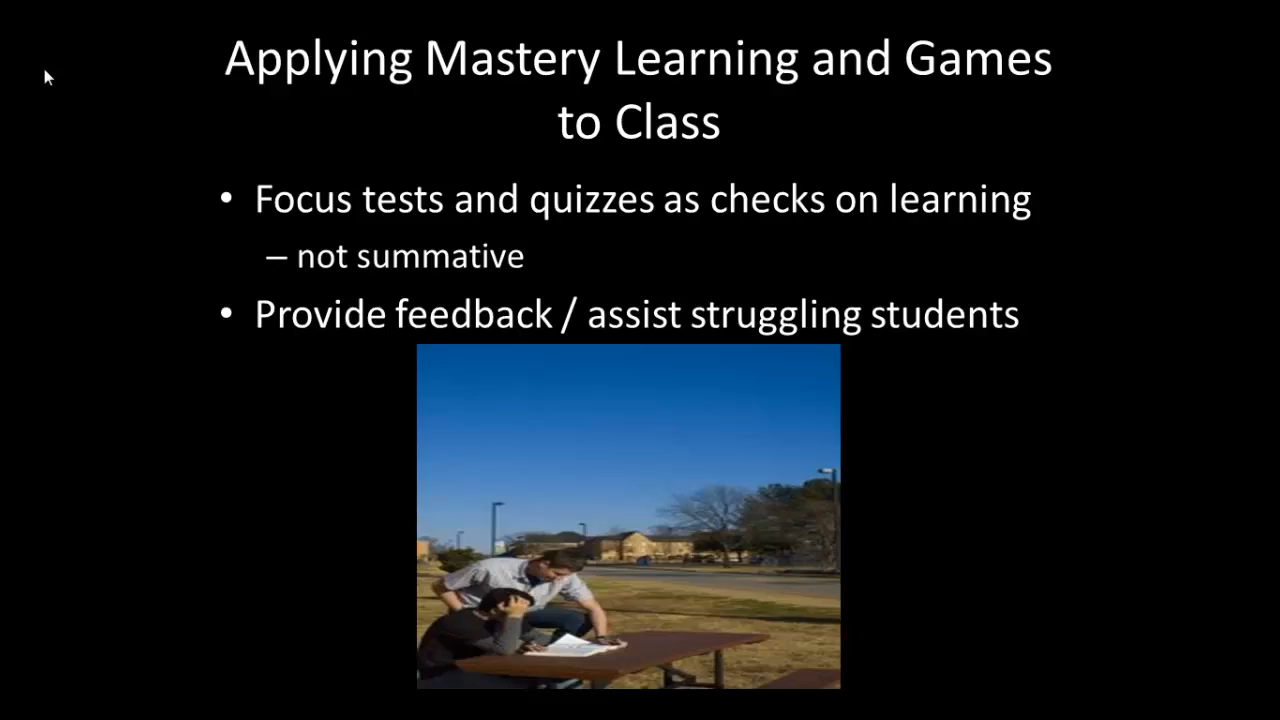 Applying Mastery Learning and Games
to Class
• Focus tests and quizzes as checks on learning
– not summative
• Provide feedback / assist struggling students